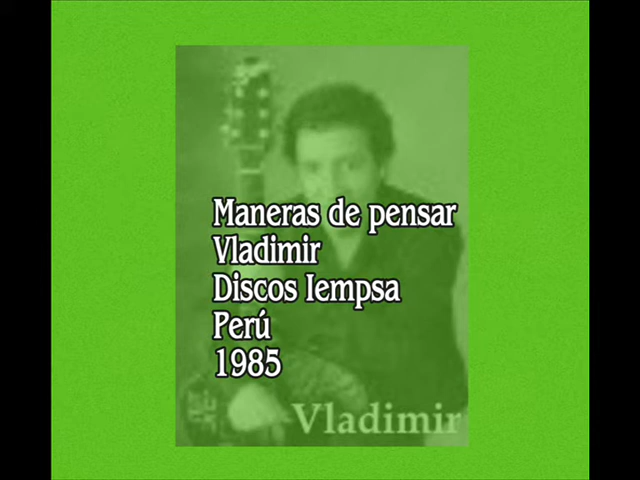 Maneras de pensar
Vladimir
Discos Iempsa
Perú
1985
Vladimir